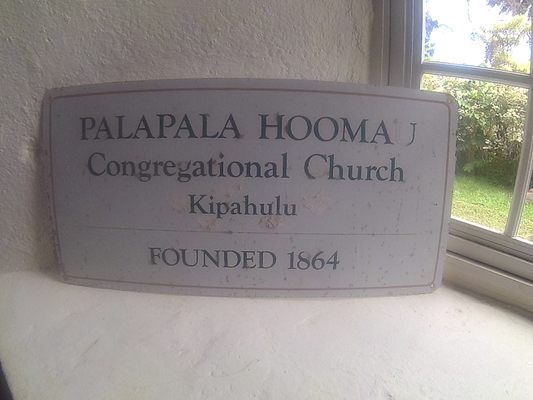 PALAPALA HOOMAU
Congregational Church
Kipahulu
FOUNDED 1864